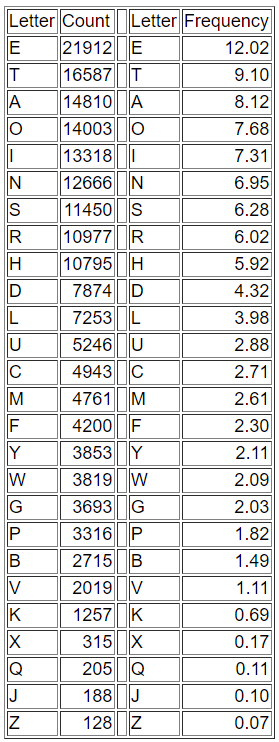 Letter Count Letter Frequency
E 21912 E 12.02
T 16587 T 9.10
A 14810 A 8.12
O 14003 O 7.68
I 13318 I 7.31
N 12666 N 6.95
S 11450 S 6.28
R 10977 R 6.02
H 10795 H 5.92
D 7874 D 4.32
L 7253 L 3.98
U 5246 U 2.88
C 4943 C 2.71
M 4761 M 2.61
F 4200 F 2.30
Y 3853 Y 2.11
W 3819 W 2.09
G 3693 G 2.03
P 3316 P 1.82
B 2715 B 1.49
V 2019 V 1.11
K 1257 K 0.69
X 315 X 0.17
Q 205 Q 0.11
J 188 J 0.10
Z 128 Z 0.07